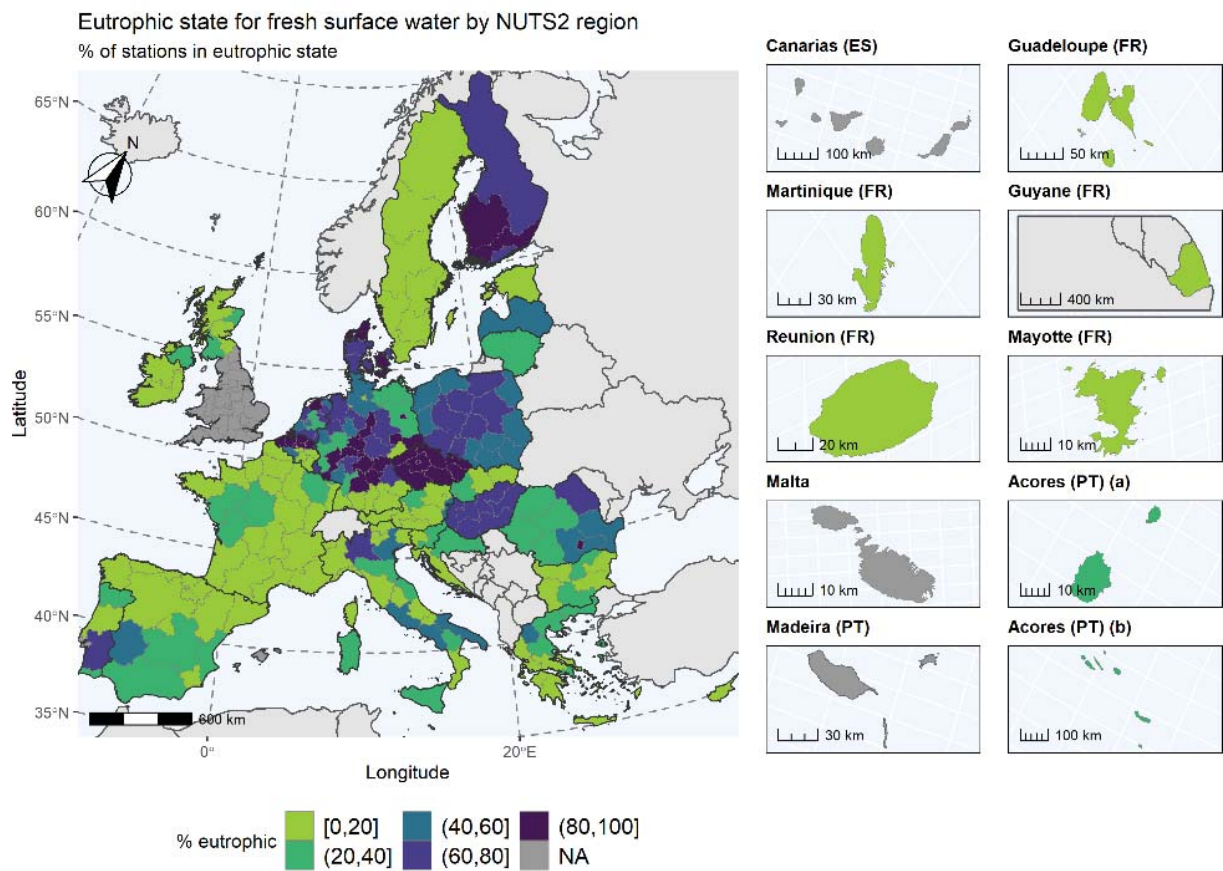 Eutrophic state for fresh surface water by NUTS2 region
% of stations in eutrophic state
65°N
60°N
55°N
50°N
45°N
40°N
35°N
Latitude
N
600 km
0°
20°E
Longitude
Canarias (ES)
100 km
Guadeloupe (FR)
50 km
Martinique (FR)
30 km
Guyane (FR)
400 km
Reunion (FR)
20 km
Mayotte (FR)
10 km
Malta
10 km
Acores (PT) (a)
10 km
Madeira (PT)
30 km
Acores (PT) (b)
100 km
% eutrophic
[0,20]
(20,40]
(40,60]
(60,80]
(80,100]
NA